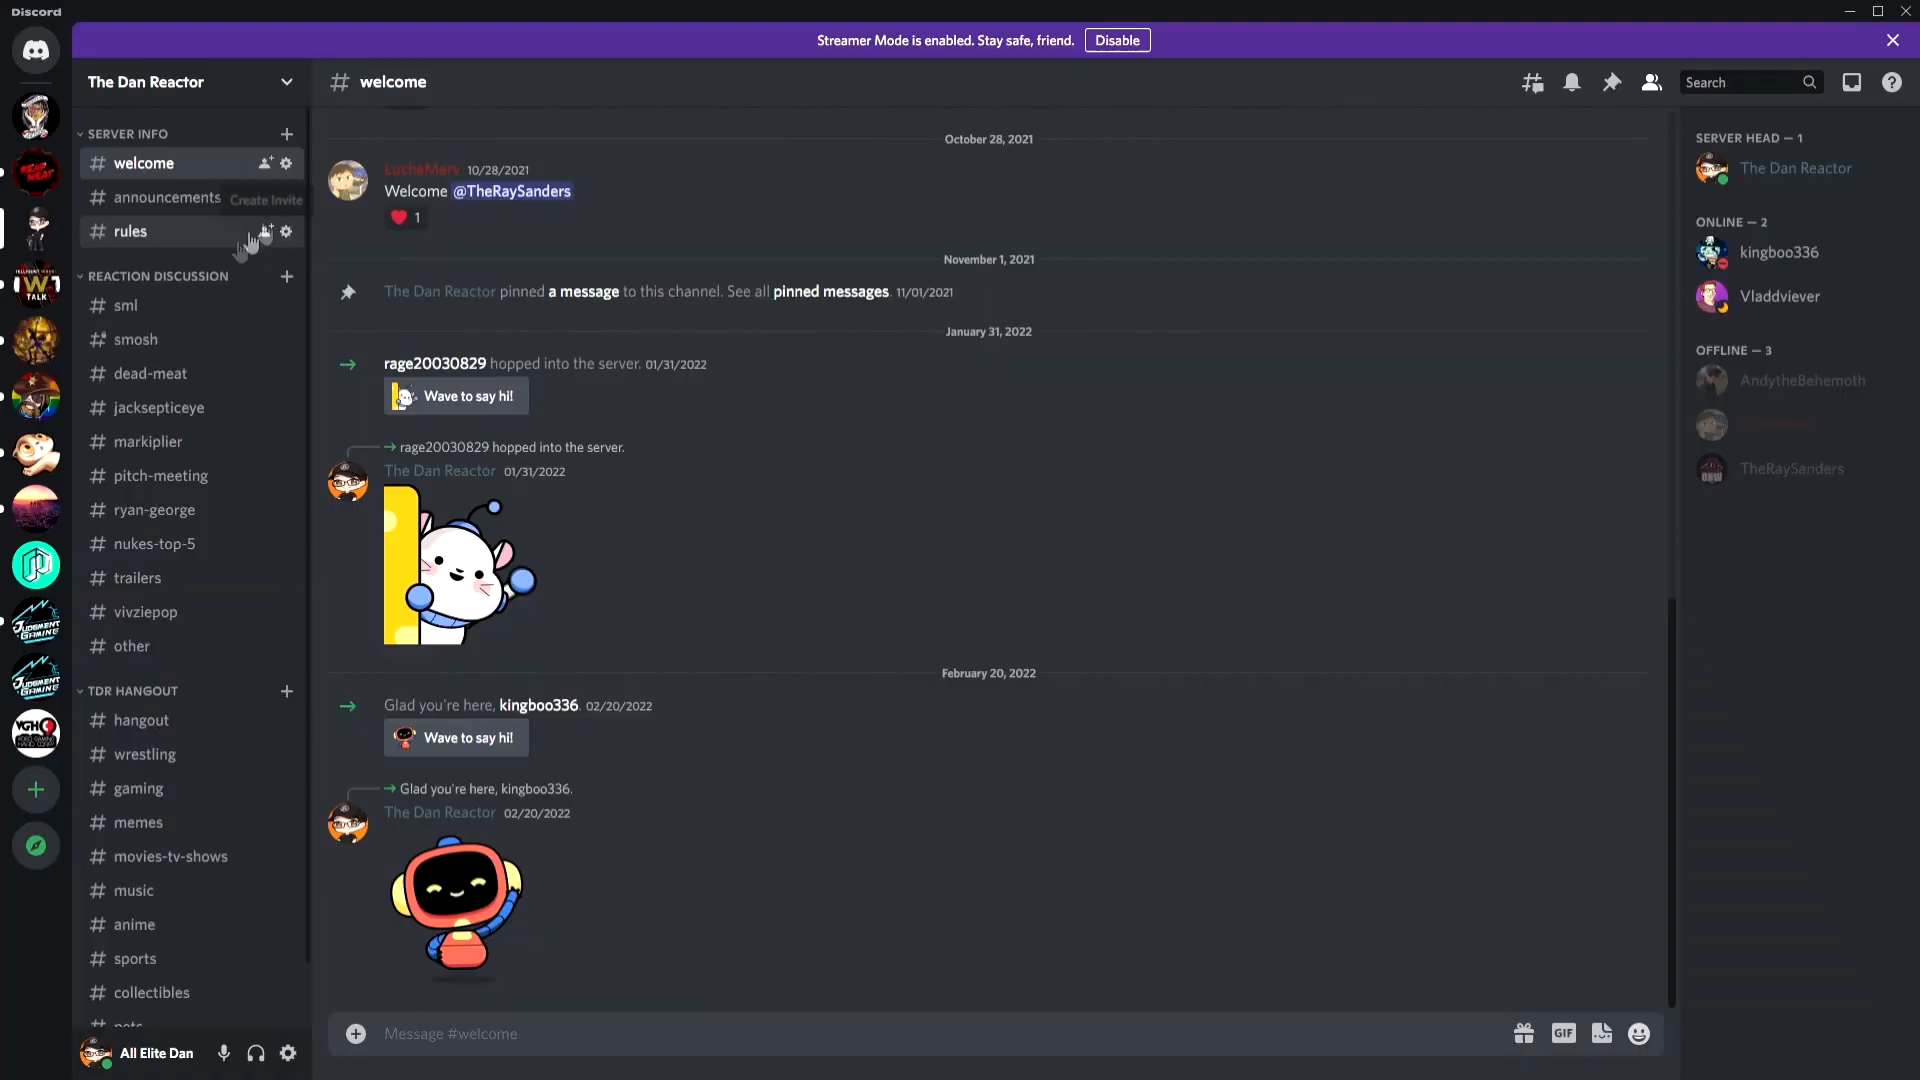 Discord
Streamer Mode is enabled. Stay safe, friend. Disable
The Dan Reactor
welcome
Search
SERVER INFO
welcome
announcements
Create Invite
rules
REACTION DISCUSSION
sml
smosh
dead-meat
jacksepticeye
markiplier
pitch-meeting
ryan-george
nukes-top-5
trailers
vivziepop
other
TDR HANGOUT
hangout
wrestling
gaming
memes
movies-tv-shows
music
anime
sports
collectibles
pets
All Elite Dan
TALK
JUDGMENT
GAMING
JUDGMENT
GAMING
October 28, 2021
LuchaMarv 10/28/2021
Welcome @TheRaySanders
1
November 1, 2021
The Dan Reactor pinned a message to this channel. See all pinned messages. 11/01/2021
January 31, 2022
rage20030829 hopped into the server. 01/31/2022
Wave to say hi!
rage20030829 hopped into the server.
The Dan Reactor 01/31/2022
February 20, 2022
Glad you're here, kingboo336. 02/20/2022
Wave to say hi!
Glad you're here, kingboo336.
The Dan Reactor 02/20/2022
Message #welcome
GIF
SERVER HEAD — 1
The Dan Reactor
ONLINE — 2
kingboo336
Vladdviever
OFFLINE — 3
AndytheBehemoth
TheRaySanders